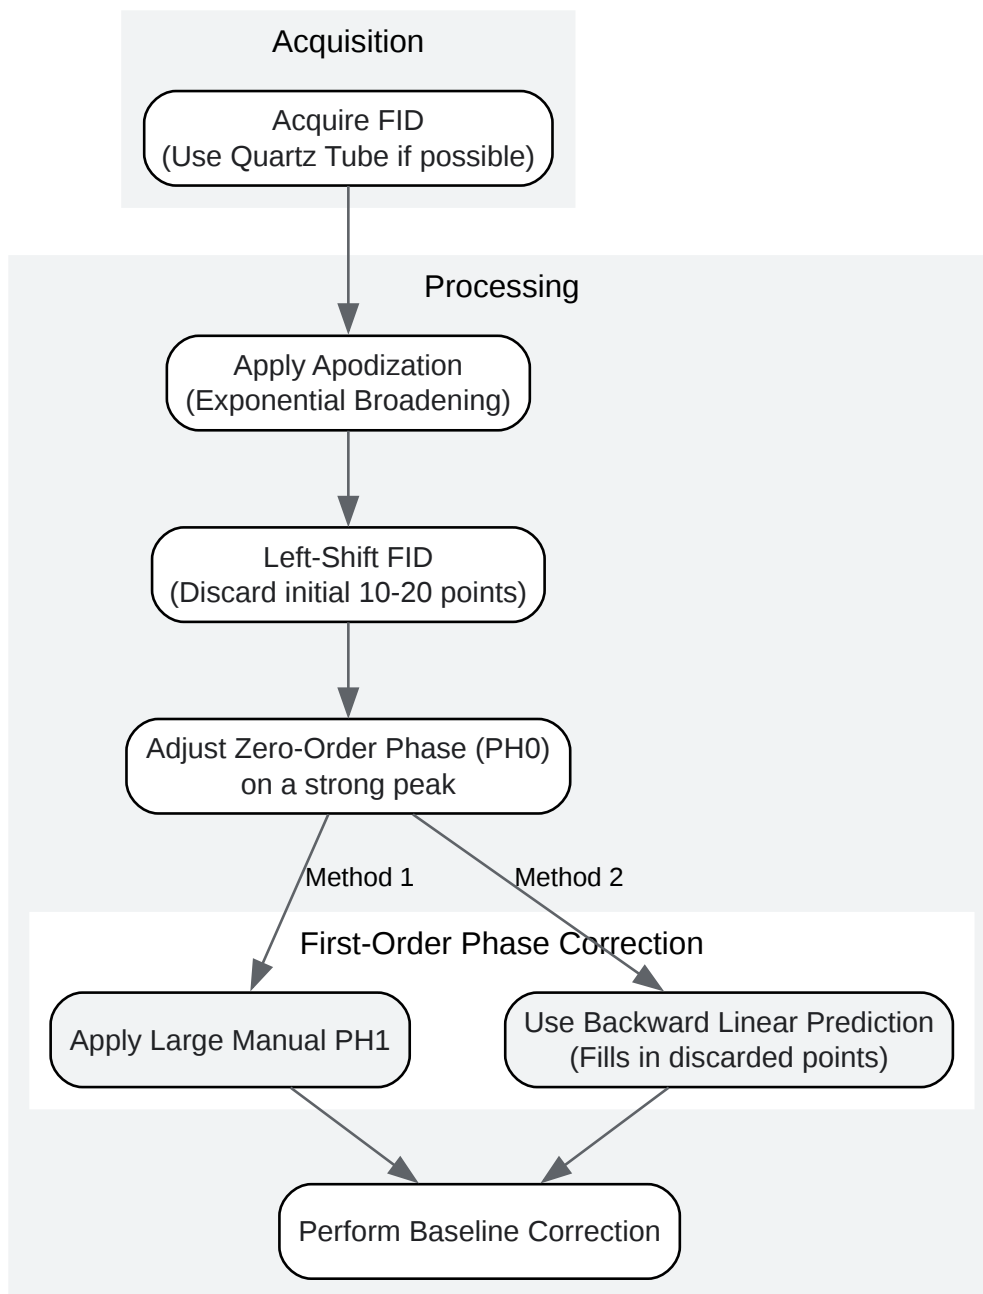 Acquisition
Acquire FID
(Use Quartz Tube if possible)
Processing
Apply Apodization
(Exponential Broadening)
Left-Shift FID
(Discard initial 10-20 points)
Adjust Zero-Order Phase (PH0)
on a strong peak
Method 1
Method 2
First-Order Phase Correction
Apply Large Manual PH1
Use Backward Linear Prediction
(Fills in discarded points)
Perform Baseline Correction